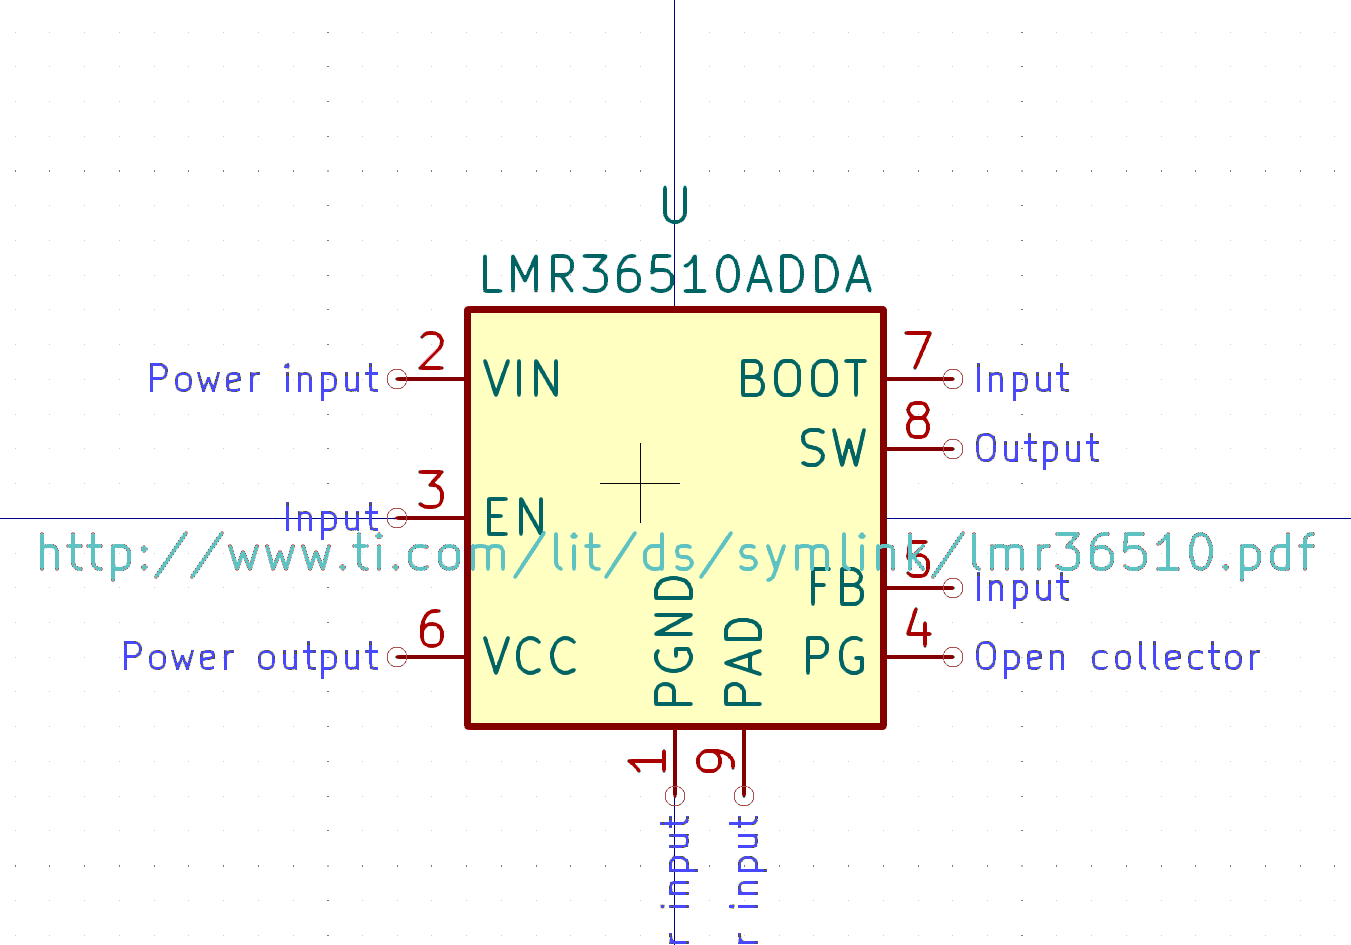 U
LMR36510ADDA
Power input 2 VIN BOOT 7 Input
SW 8 Output
Input 3 EN
http://www.ti.com/lit/ds/symlink/lmr36510.pdf
FB 5 Input
Power output 6 VCC PG 4 Open collector
PGND
PAD
1
9
r input
r input